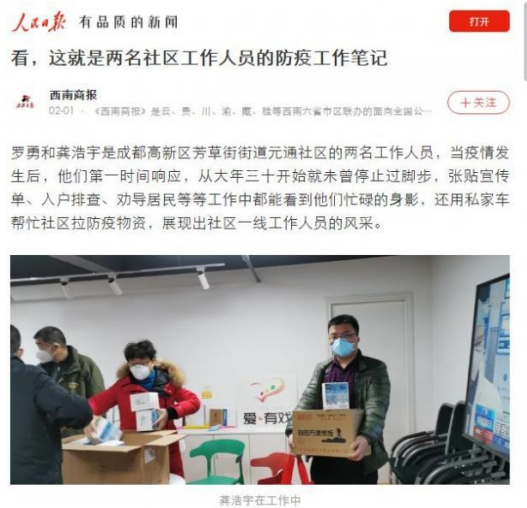 人民日报 有品质的新闻
打开
看，这就是两名社区工作人员的防疫工作笔记
西南商报
02-01 · 《西南商报》是云、贵、川、渝、藏、桂等西南六省市区联办的面向全国公…
+关注
罗勇和龚浩宇是成都高新区芳草街街道元通社区的两名工作人员，当疫情发
生后，他们第一时间响应，从大年三十开始就未曾停止过脚步，张贴宣传
单、入户排查、劝导居民等等工作中都能看到他们忙碌的身影，还用私家车
帮忙社区拉防疫物资，展现出社区一线工作人员的风采。
爱·有戏
龚浩宇在工作中